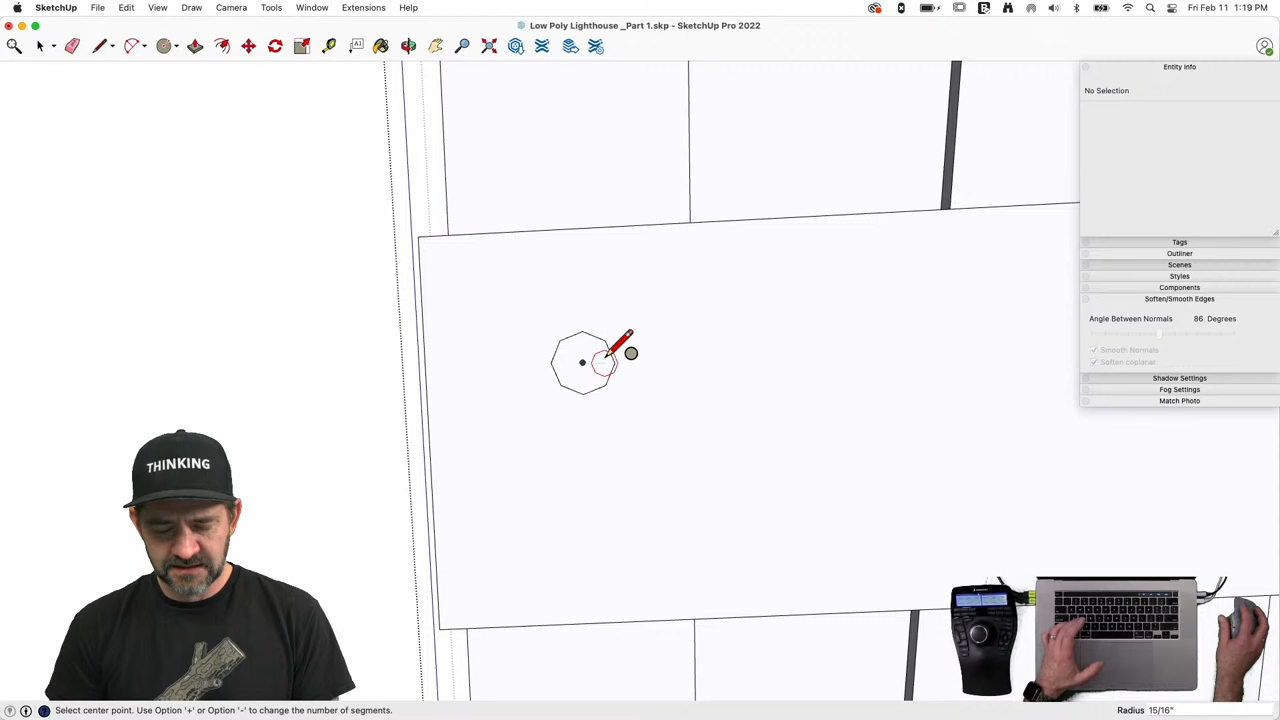 SketchUp File Edit View Draw Camera Tools Window Extensions Help Fri Feb 11 1:19 PM
Low Poly Lighthouse _Part 1.skp - SketchUp Pro 2022
Entity Info
No Selection
Tags
Outliner
Scenes
Styles
Components
Soften/Smooth Edges
Angle Between Normals 86 Degrees
Smooth Normals
Soften coplanar
Shadow Settings
Fog Settings
Match Photo
THINKING
Select center point. Use Option '+' or Option '-' to change the number of segments. Radius 15/16"